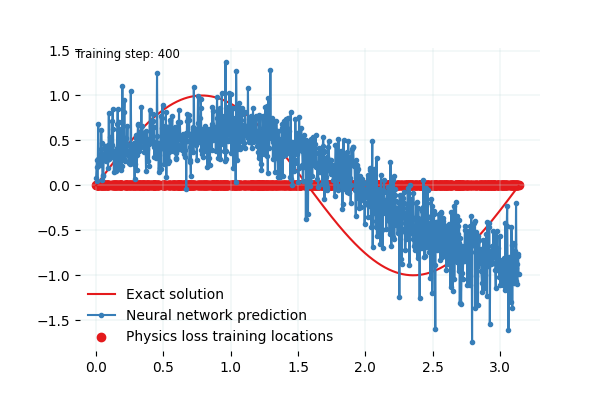 Training step: 400
1.5
1.0
0.5
0.0
−0.5
−1.0
−1.5
Exact solution
Neural network prediction
Physics loss training locations
0.0 0.5 1.0 1.5 2.0 2.5 3.0